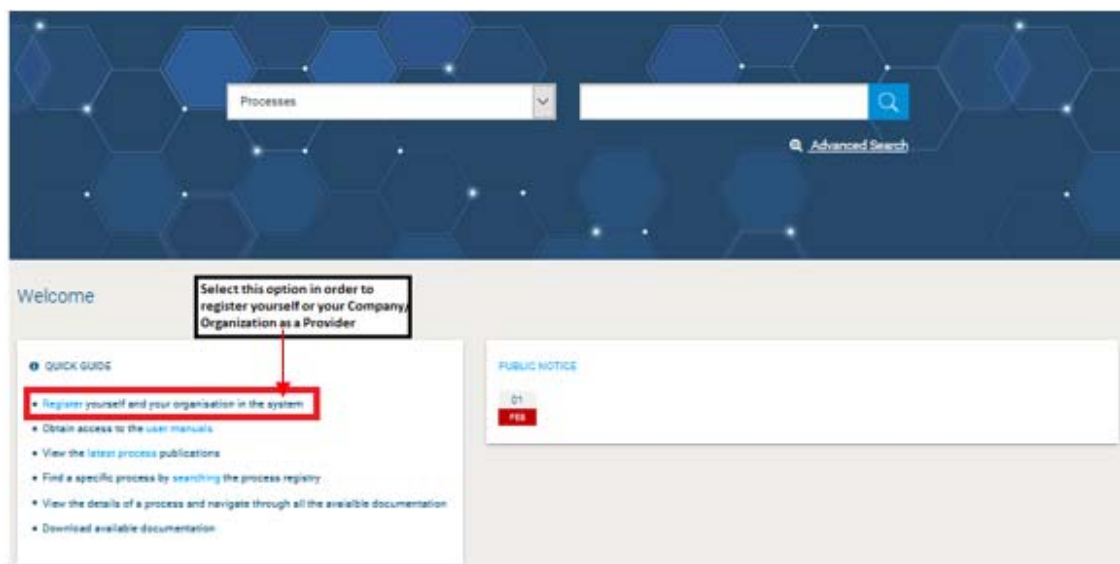 Processes
Advanced Search
Welcome
Select this option in order to
register yourself or your Company/
Organization as a Provider
QUICK GUIDE
Register yourself and your organisation in the system
Obtain access to the user manuals
View the latest process publications
Find a specific process by searching the process registry
View the details of a process and navigate through all the avaialble documentation
Download available documentation
PUBLIC NOTICE
01
FEB